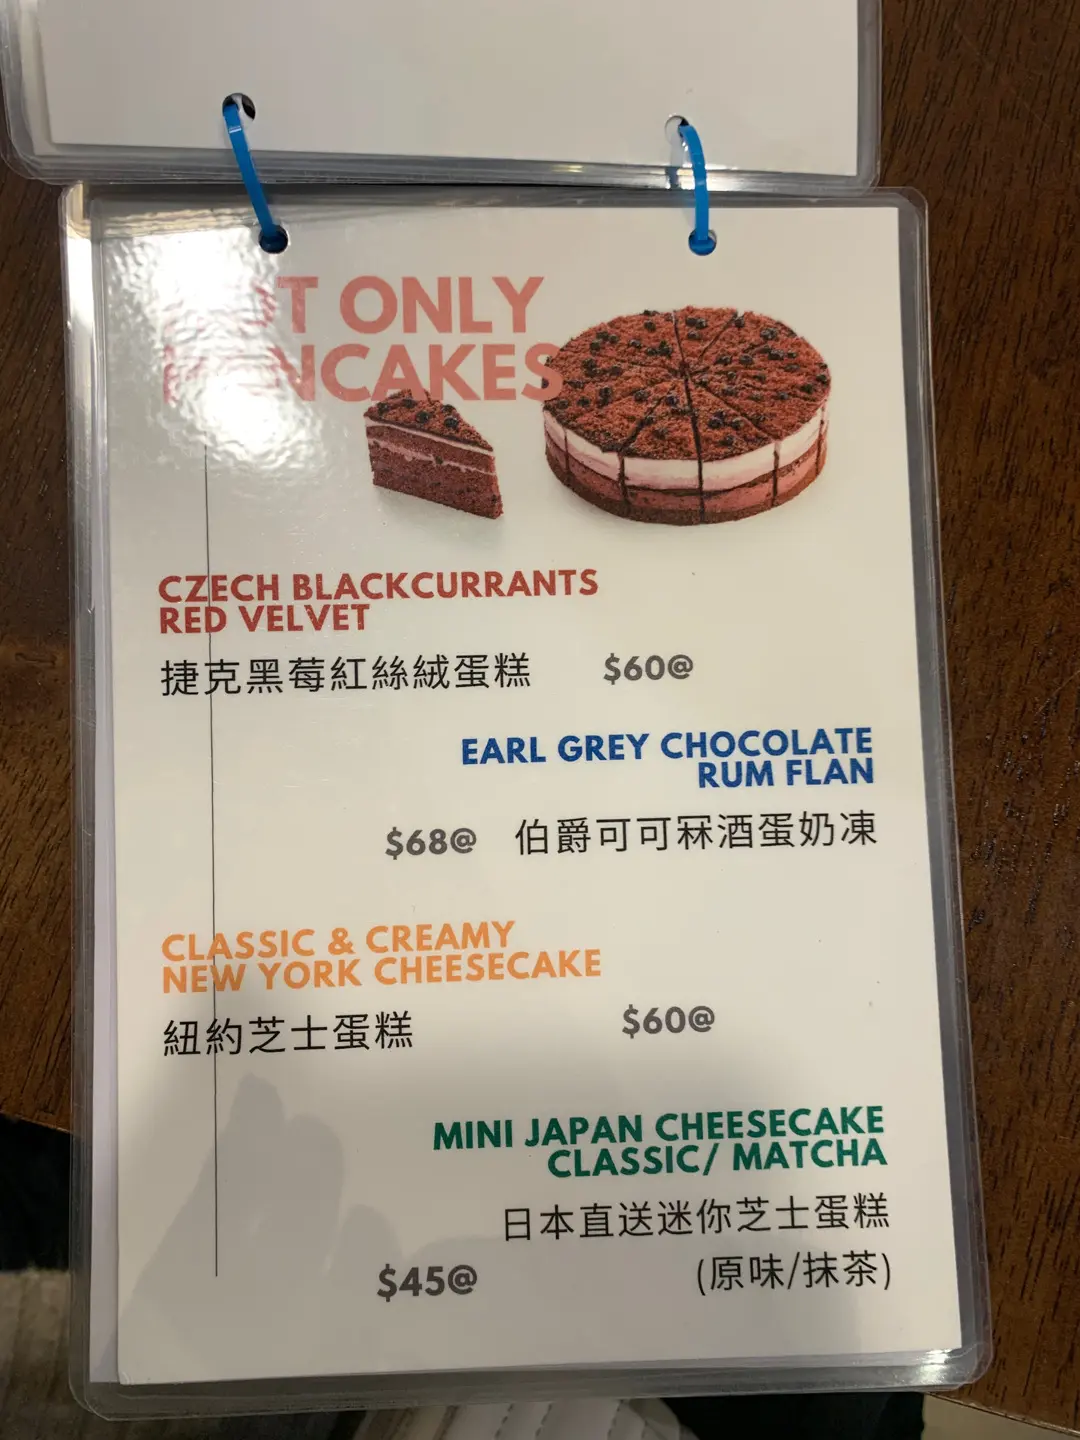 NOT ONLY
PANCAKES
CZECH BLACKCURRANTS
RED VELVET
捷克黑莓紅絲絨蛋糕 $60@
EARL GREY CHOCOLATE
RUM FLAN
$68@ 伯爵可可冧酒蛋奶凍
CLASSIC & CREAMY
NEW YORK CHEESECAKE
紐約芝士蛋糕 $60@
MINI JAPAN CHEESECAKE
CLASSIC/ MATCHA
日本直送迷你芝士蛋糕
$45@ (原味/抹茶)